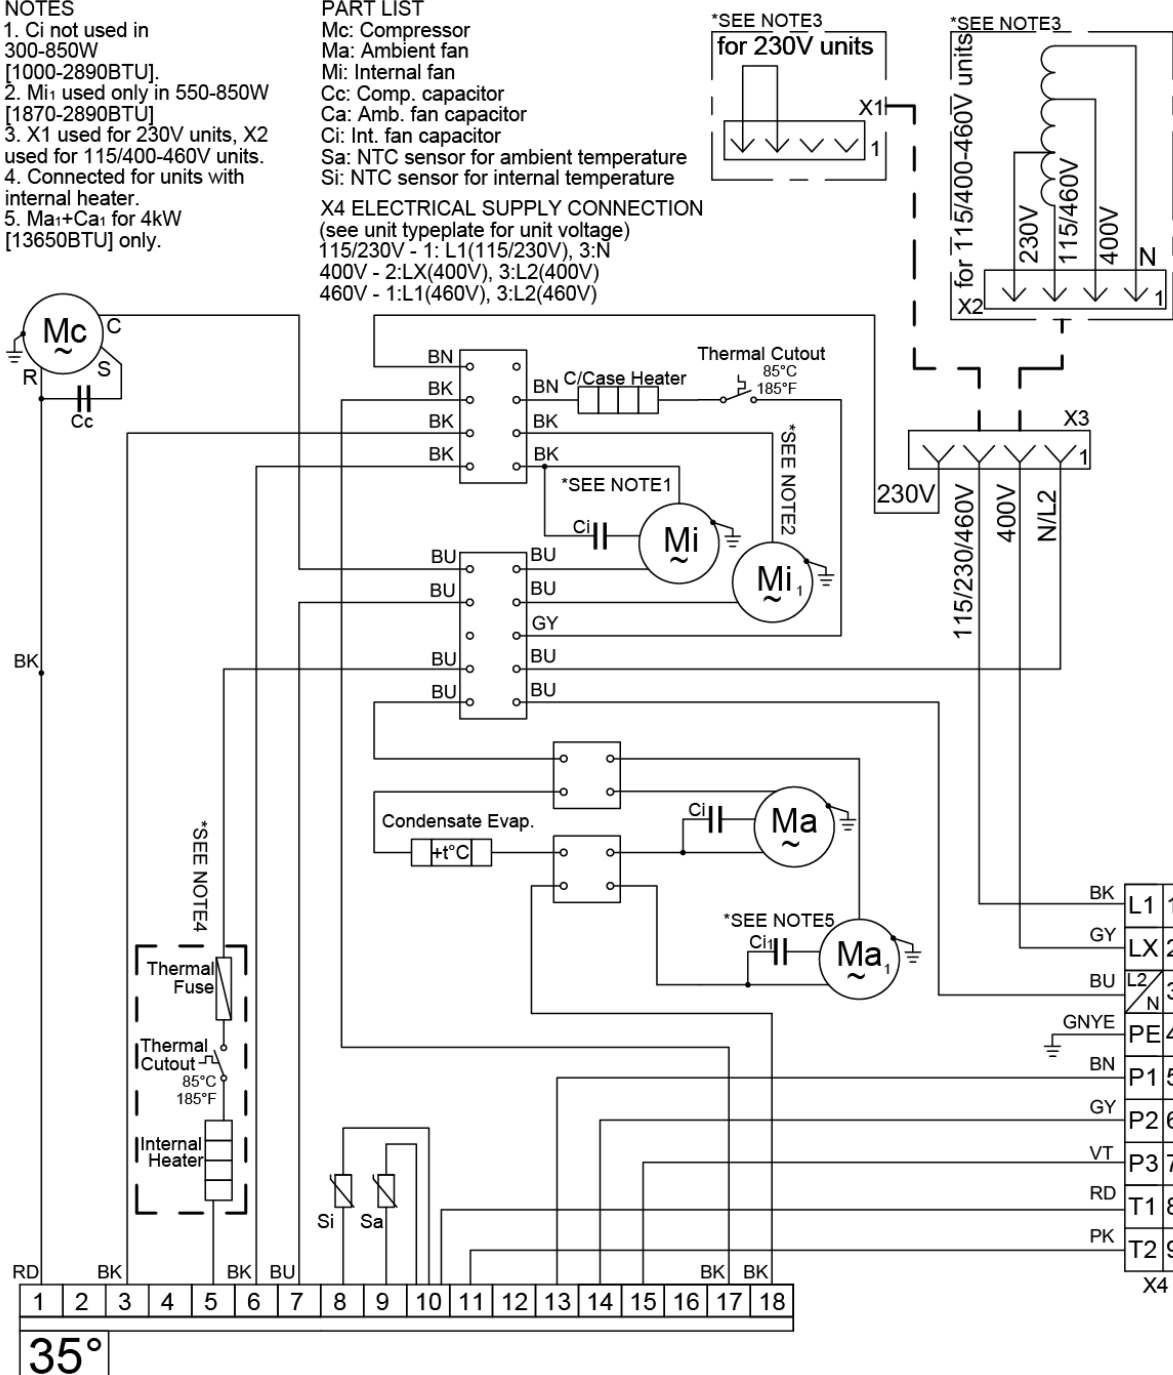 NOTES
1. Ci not used in
300-850W
[1000-2890BTU].
2. Mi₁ used only in 550-850W
[1870-2890BTU]
3. X1 used for 230V units, X2
used for 115/400-460V units.
4. Connected for units with
internal heater.
5. Ma₁+Ca₁ for 4kW
[13650BTU] only.
PART LIST
Mc: Compressor
Ma: Ambient fan
Mi: Internal fan
Cc: Comp. capacitor
Ca: Amb. fan capacitor
Ci: Int. fan capacitor
Sa: NTC sensor for ambient temperature
Si: NTC sensor for internal temperature
X4 ELECTRICAL SUPPLY CONNECTION
(see unit typeplate for unit voltage)
115/230V - 1: L1(115/230V), 3:N
400V - 2:LX(400V), 3:L2(400V)
460V - 1:L1(460V), 3:L2(460V)
*SEE NOTE3
for 230V units
X1
1
*SEE NOTE3
for 115/400-460V units
230V
115/460V
400V
N
X2
1
Mc
~
C
R
S
Cc
BN
BK
BK
BK
BN
C/Case Heater
Thermal Cutout
85°C
185°F
BK
BK
*SEE NOTE1
*SEE NOTE2
Ci
Mi
~
Mi₁
~
X3
1
230V
115/230/460V
400V
N/L2
BU
BU
BU
BU
BU
BU
GY
BU
BU
BK
Condensate Evap.
+t°C
Ci
Ma
~
*SEE NOTE5
Ci₁
Ma₁
~
*SEE NOTE4
Thermal
Fuse
Thermal
Cutout
85°C
185°F
Internal
Heater
Si
Sa
BK L1 1
GY LX 2
BU L2/N 3
GNYE PE 4
BN P1 5
GY P2 6
VT P3 7
RD T1 8
PK T2 9
X4
RD BK BK BU BK BK
1 2 3 4 5 6 7 8 9 10 11 12 13 14 15 16 17 18
35°